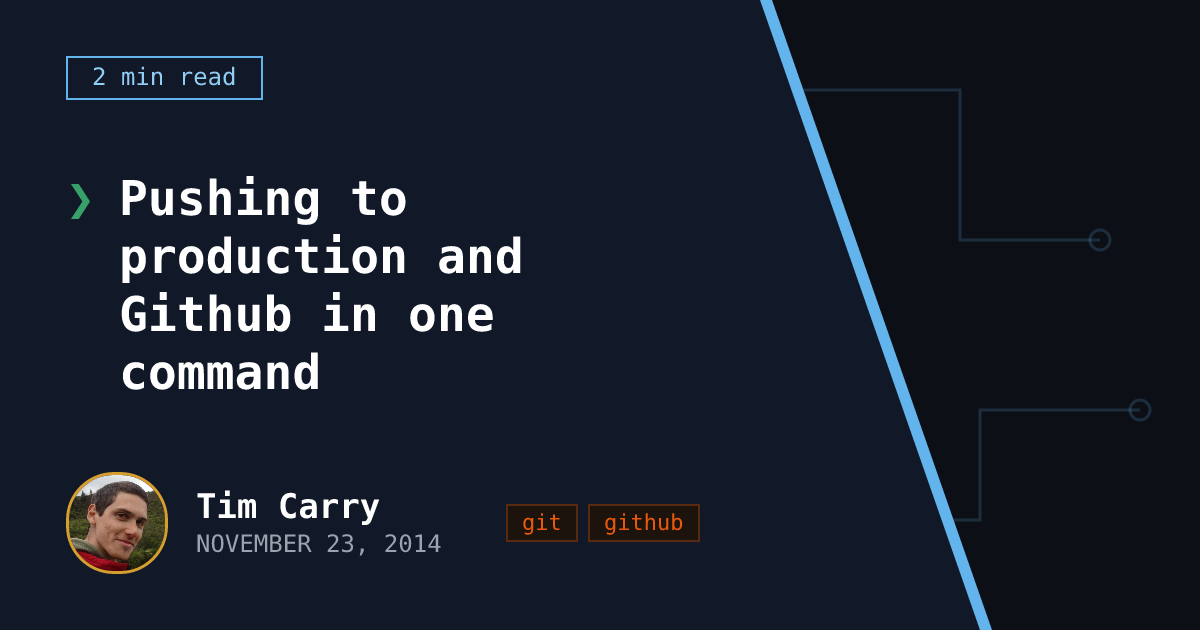 2 min read
❯ Pushing to
production and
Github in one
command
Tim Carry
NOVEMBER 23, 2014
git github